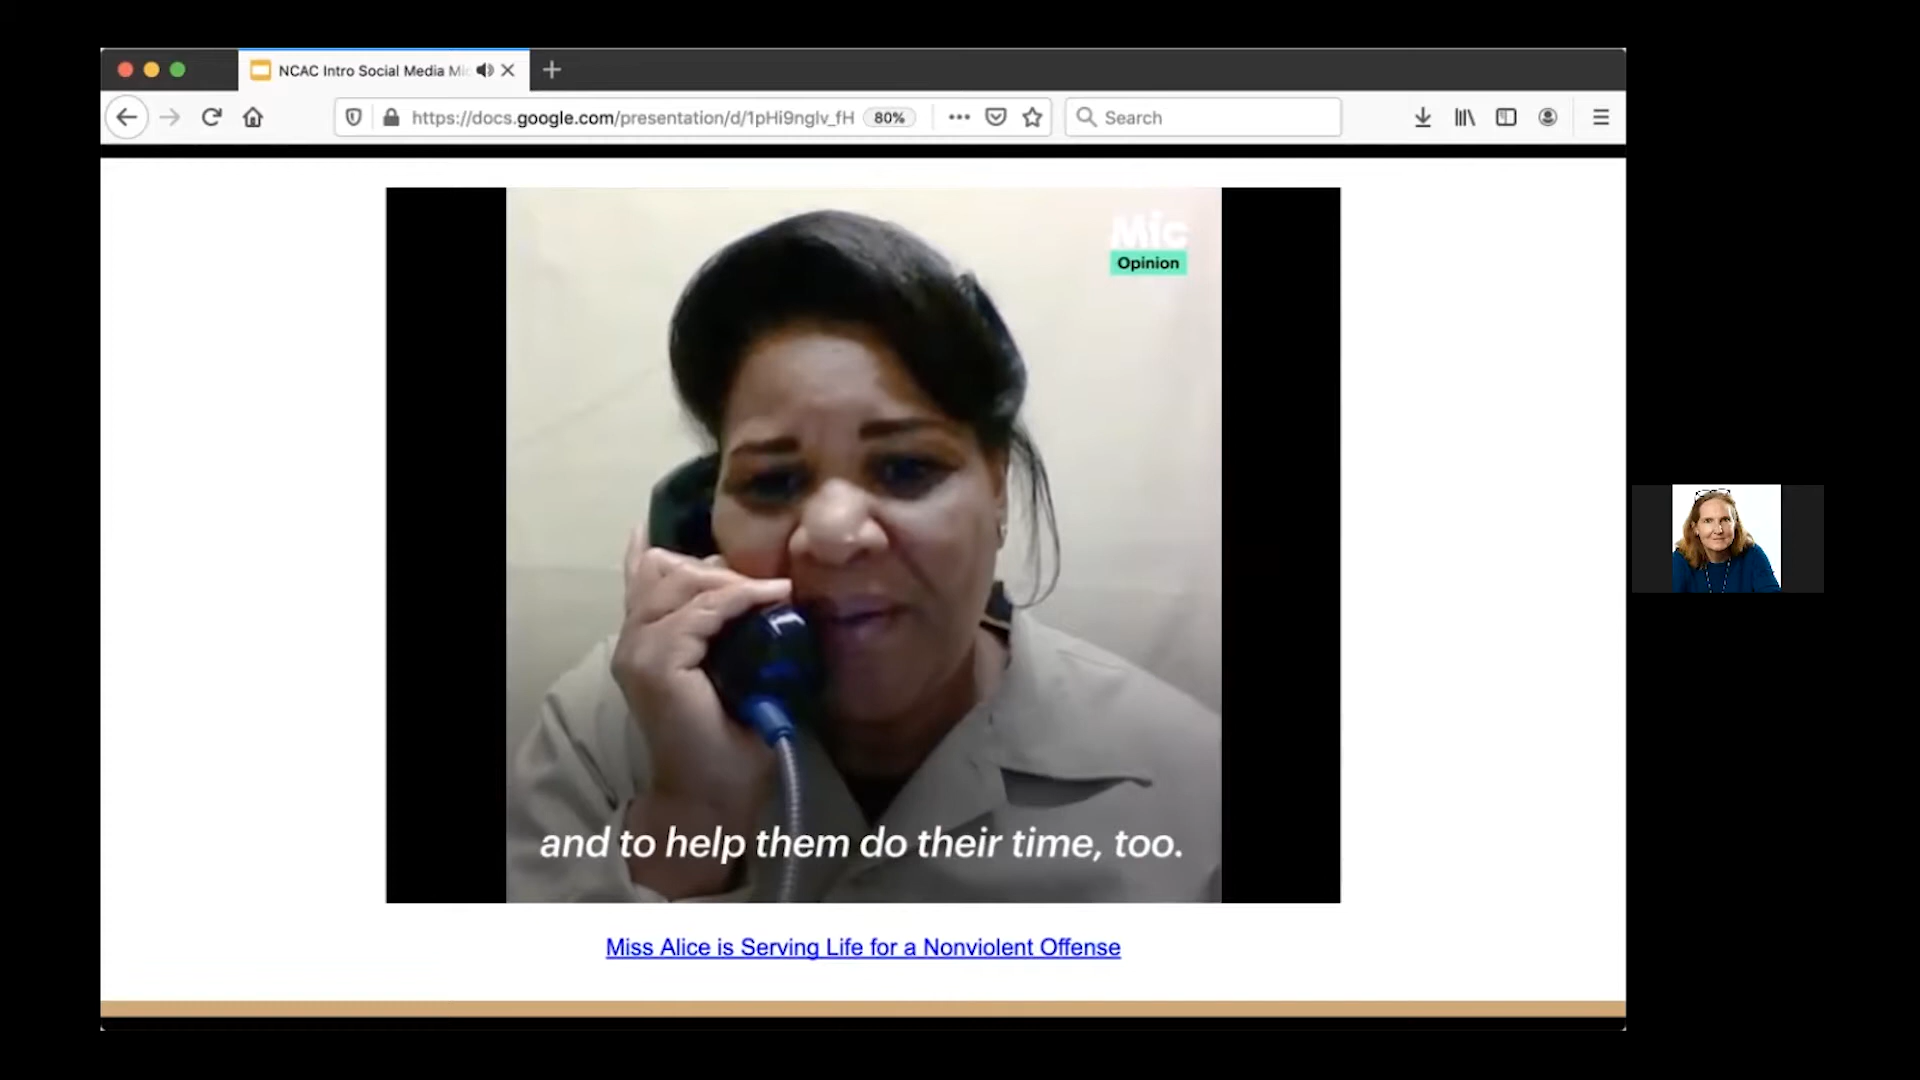 NCAC Intro Social Media Mic
https://docs.google.com/presentation/d/1pHi9nglv_fH
80%
Search
Mic
Opinion
and to help them do their time, too.
Miss Alice is Serving Life for a Nonviolent Offense